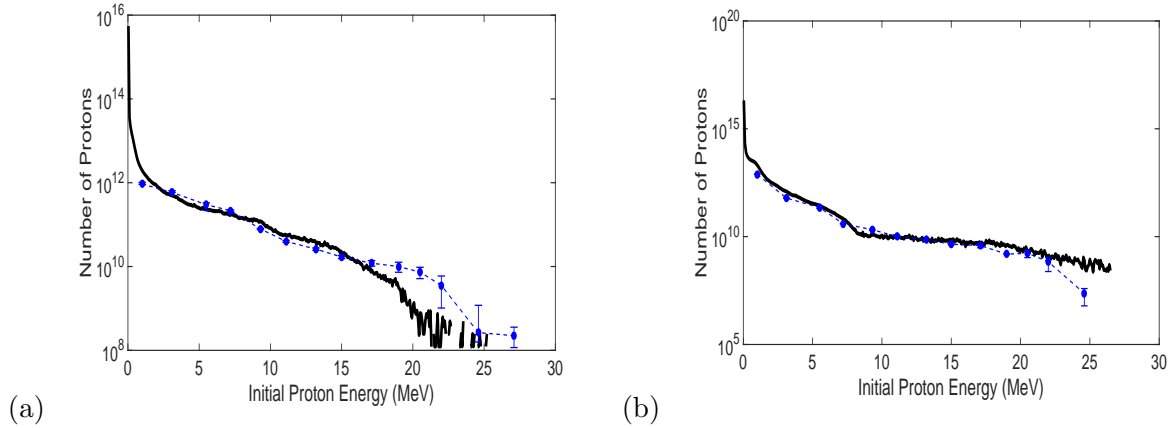 10^16
10^14
10^12
10^10
10^8
Number of Protons
0 5 10 15 20 25 30
Initial Proton Energy (MeV)
(a)
10^20
10^15
10^10
10^5
Number of Protons
0 5 10 15 20 25 30
Initial Proton Energy (MeV)
(b)